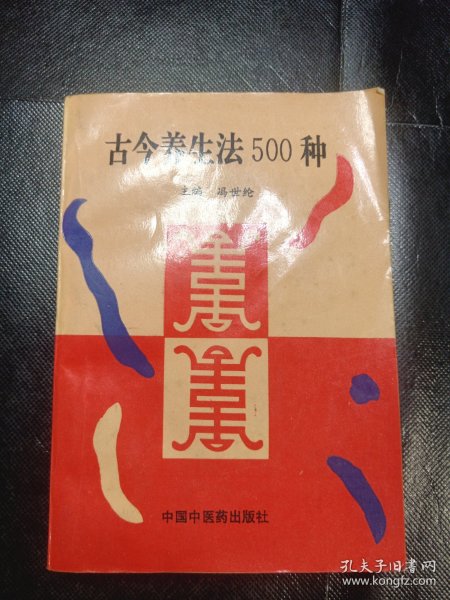 古今养生法500种
主编 冯世纶
中国中医药出版社
孔夫子旧书网
www.kongfz.com